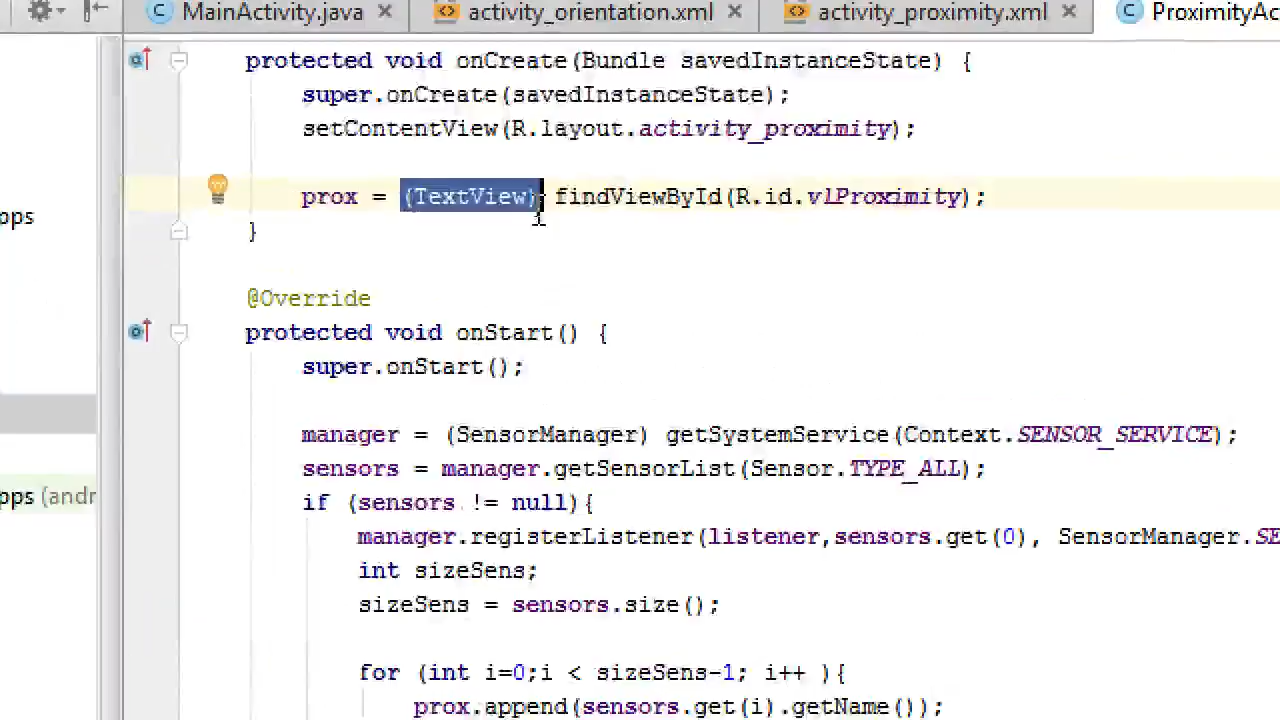 MainActivity.java activity_orientation.xml activity_proximity.xml ProximityAc
protected void onCreate(Bundle savedInstanceState) {
super.onCreate(savedInstanceState);
setContentView(R.layout.activity_proximity);
prox = (TextView) findViewById(R.id.vlProximity);
pps
}
@Override
protected void onStart() {
super.onStart();
manager = (SensorManager) getSystemService(Context.SENSOR_SERVICE);
sensors = manager.getSensorList(Sensor.TYPE_ALL);
pps (andr
if (sensors != null){
manager.registerListener(listener,sensors.get(0), SensorManager.SE
int sizeSens;
sizeSens = sensors.size();
for (int i=0;i < sizeSens-1; i++ ){
prox.append(sensors.get(i).getName());